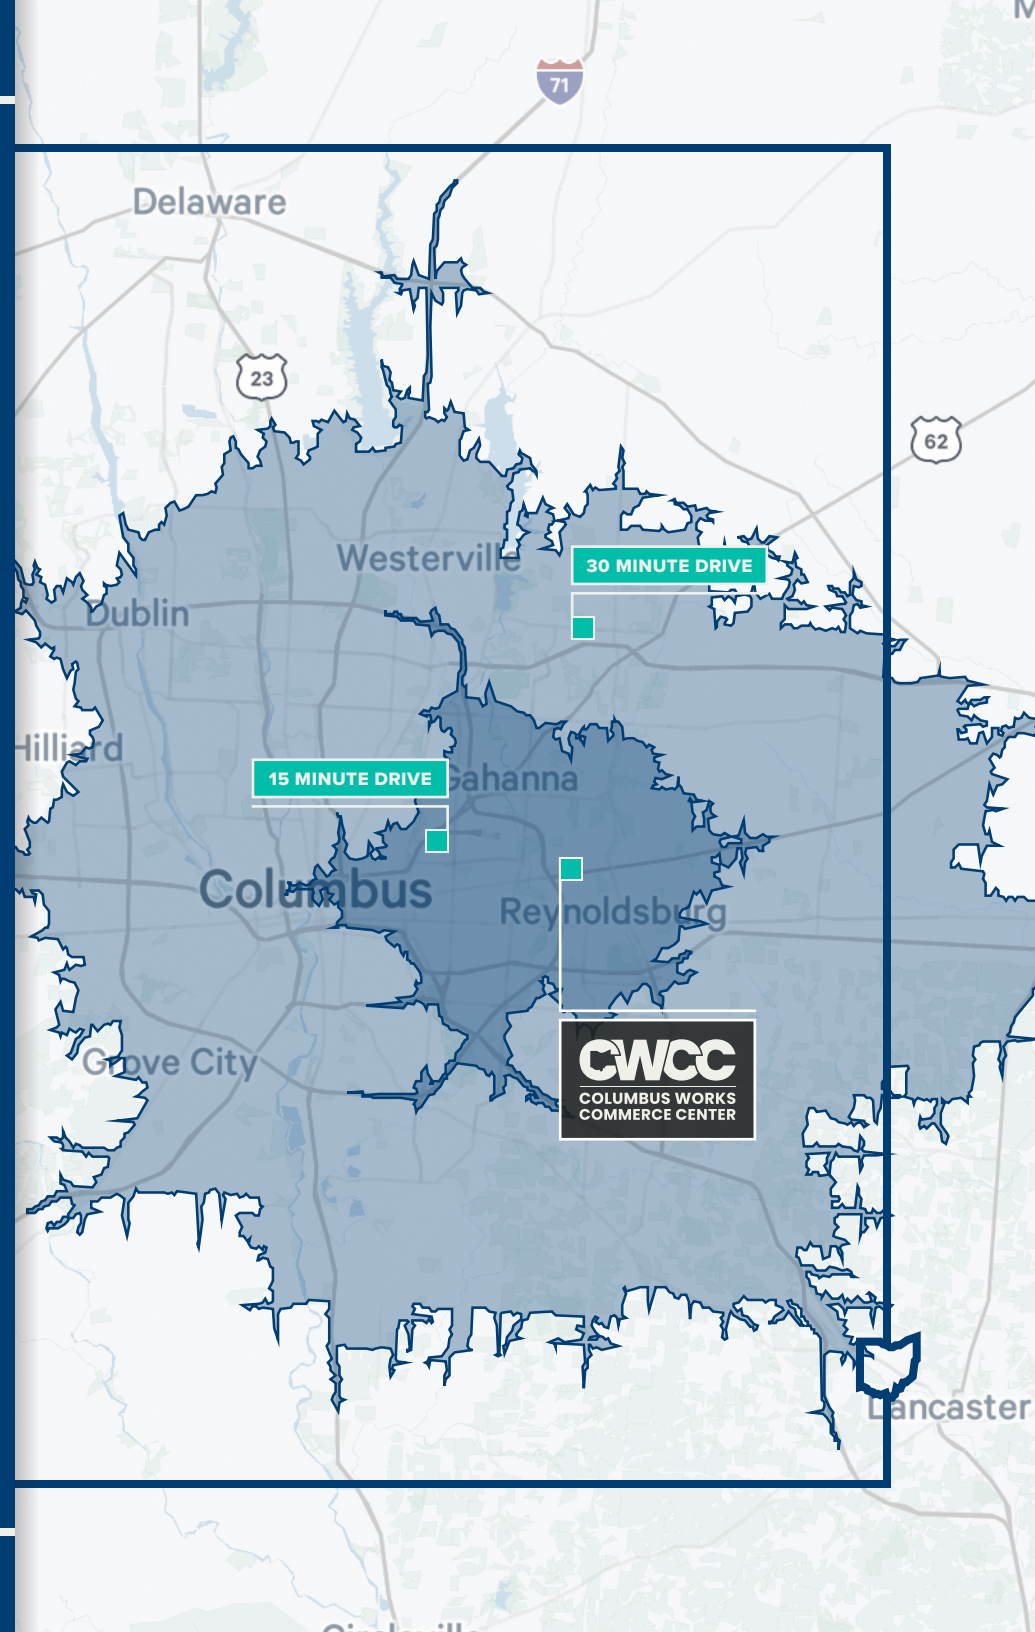 71
Delaware
23
62
Westerville
30 MINUTE DRIVE
Dublin
Hilliard
15 MINUTE DRIVE
Gahanna
Columbus
Reynoldsburg
CWCC
COLUMBUS WORKS
COMMERCE CENTER
Grove City
Lancaster